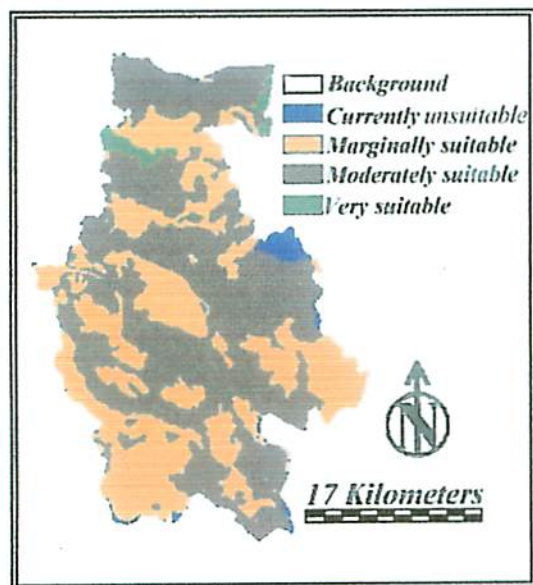 Background
Currently unsuitable
Marginally suitable
Moderately suitable
Very suitable
N
17 Kilometers